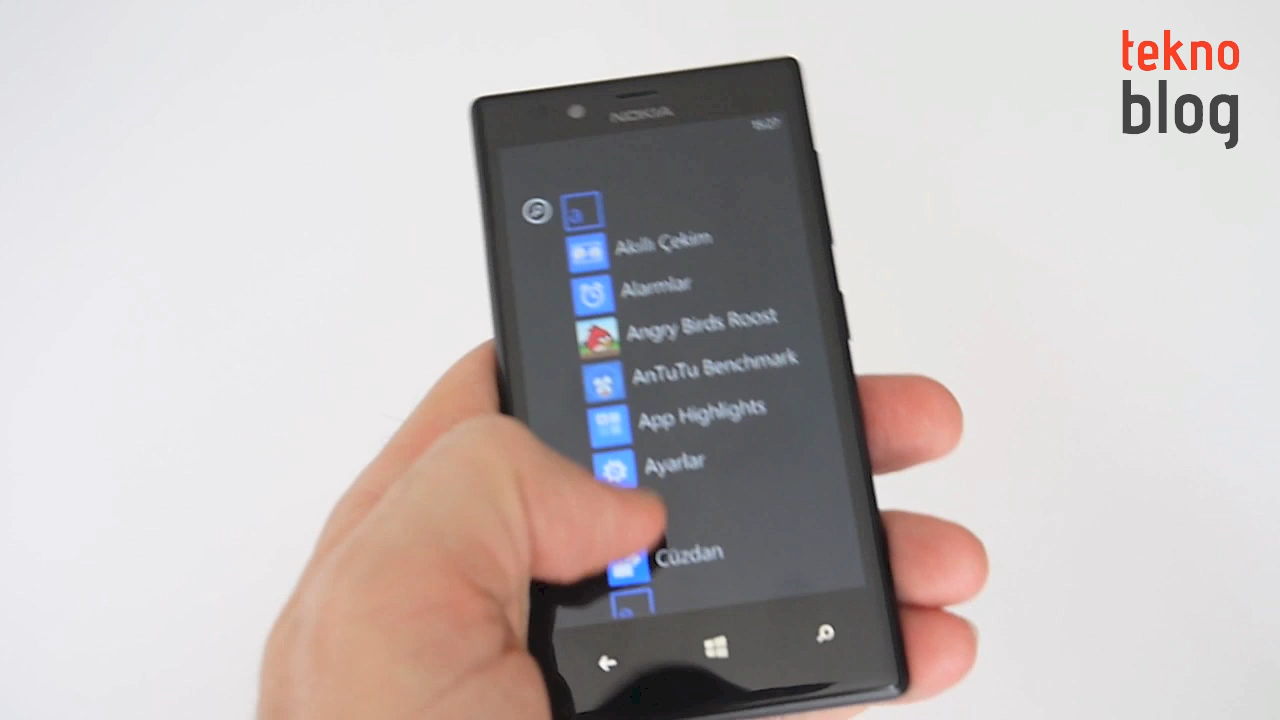 tekno
blog
NOKIA
a
Akıllı Çekim
Alarmlar
Angry Birds Roost
AnTuTu Benchmark
App Highlights
Ayarlar
Cüzdan
e